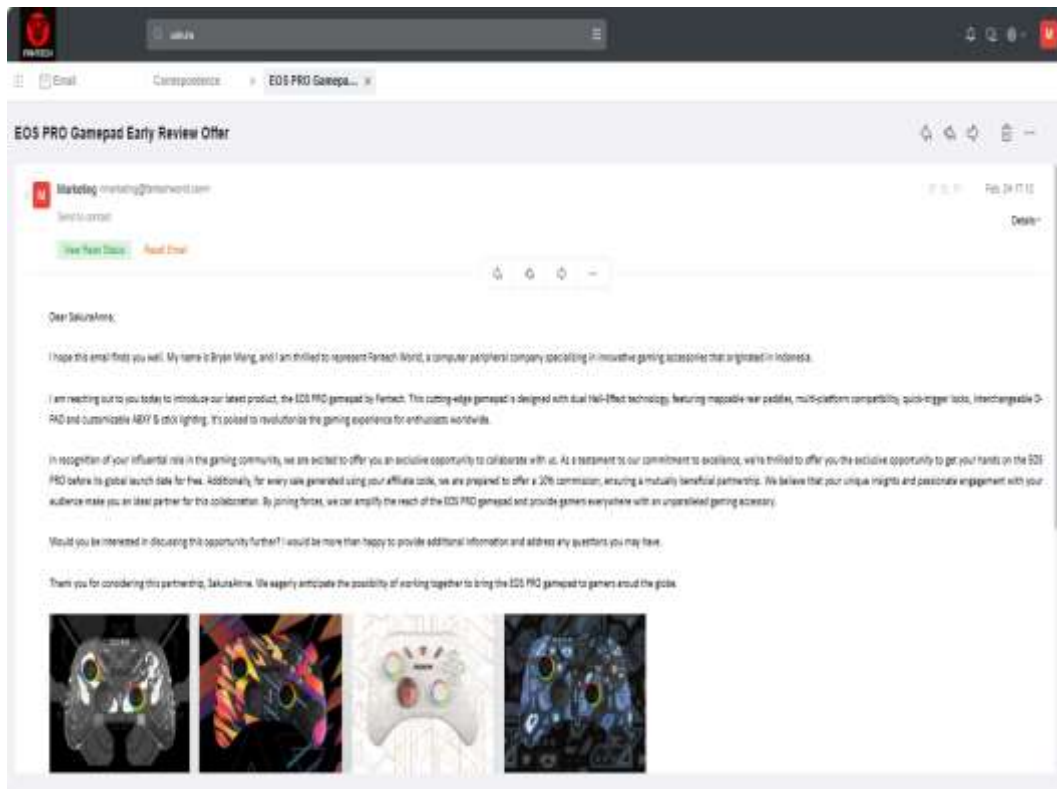 FANTECH
sakura
Email Correspondence EOS PRO Gamepa...
EOS PRO Gamepad Early Review Offer
Marketing Feb. 24 17:12
Send to contact
Details
Dear SakuraAnne,
I hope this email finds you well. My name is Bryan Wang, and I am thrilled to represent Fantech World, a computer peripheral company specializing in innovative gaming accessories that originated in Indonesia.
I am reaching out to you today to introduce our latest product, the EOS PRO gamepad by Fantech. This cutting-edge gamepad is designed with dual Hall-Effect technology, featuring mappable rear paddles, multi-platform compatibility, quick-trigger locks, interchangeable D-
PAD and customizable ABXY & stick lighting. It's poised to revolutionize the gaming experience for enthusiasts worldwide.
In recognition of your influential role in the gaming community, we are excited to offer you an exclusive opportunity to collaborate with us. As a testament to our commitment to excellence, we're thrilled to offer you the exclusive opportunity to get your hands on the EOS
PRO before its global launch date for free. Additionally, for every sale generated using your affiliate code, we are prepared to offer a 10% commission, ensuring a mutually beneficial partnership. We believe that your unique insights and passionate engagement with your
audience make you an ideal partner for this collaboration. By joining forces, we can amplify the reach of the EOS PRO gamepad and provide gamers everywhere with an unparalleled gaming accessory.
Would you be interested in discussing this opportunity further? I would be more than happy to provide additional information and address any questions you may have.
Thank you for considering this partnership, SakuraAnne. We eagerly anticipate the possibility of working together to bring the EOS PRO gamepad to gamers aroud the globe.